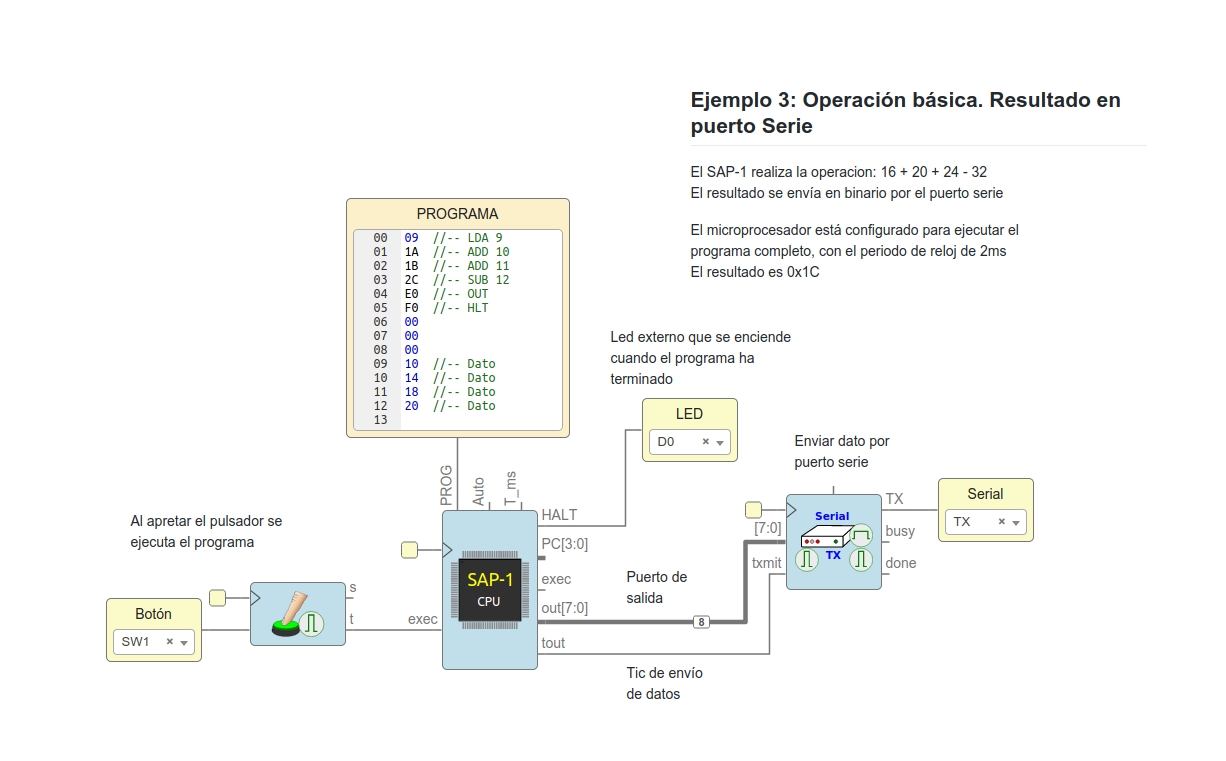 Ejemplo 3: Operación básica. Resultado en
puerto Serie
El SAP-1 realiza la operacion: 16 + 20 + 24 - 32
El resultado se envía en binario por el puerto serie
El microprocesador está configurado para ejecutar el
programa completo, con el periodo de reloj de 2ms
El resultado es 0x1C
PROGRAMA
00 09 //-- LDA 9
01 1A //-- ADD 10
02 1B //-- ADD 11
03 2C //-- SUB 12
04 E0 //-- OUT
05 F0 //-- HLT
06 00
07 00
08 00
09 10 //-- Dato
10 14 //-- Dato
11 18 //-- Dato
12 20 //-- Dato
13
Led externo que se enciende
cuando el programa ha
terminado
LED
D0
Enviar dato por
puerto serie
PROG
Auto
T_ms
HALT
PC[3:0]
exec
out[7:0]
tout
exec
SAP-1
CPU
Al apretar el pulsador se
ejecuta el programa
Botón
SW1
s
t
Puerto de
salida
8
Tic de envío
de datos
[7:0]
txmit
Serial
TX
TX
busy
done
Serial
TX